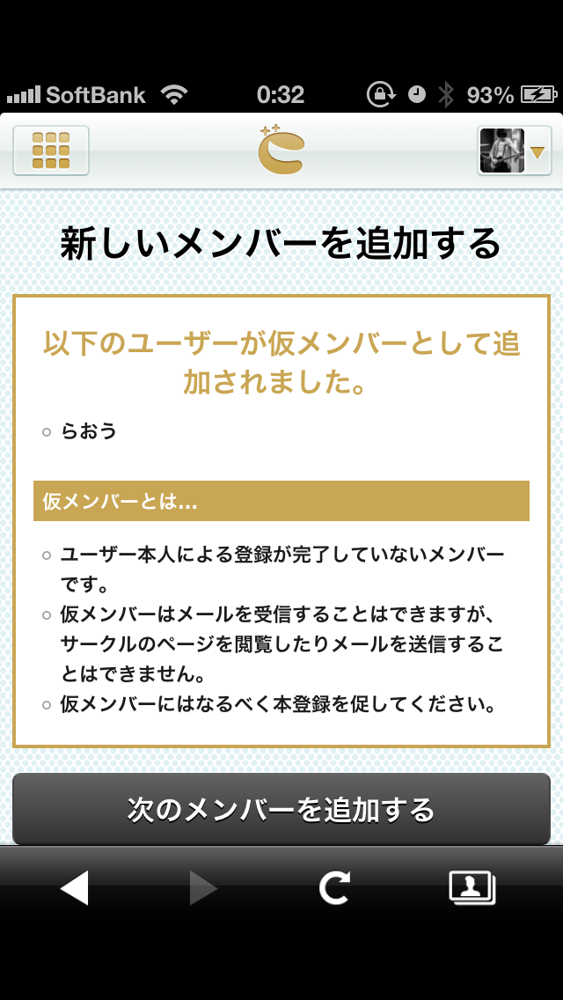 SoftBank 0:32 93%
新しいメンバーを追加する
以下のユーザーが仮メンバーとして追
加されました。
らおう
仮メンバーとは...
ユーザー本人による登録が完了していないメンバー
です。
仮メンバーはメールを受信することはできますが、
サークルのページを閲覧したりメールを送信するこ
とはできません。
仮メンバーにはなるべく本登録を促してください。
次のメンバーを追加する